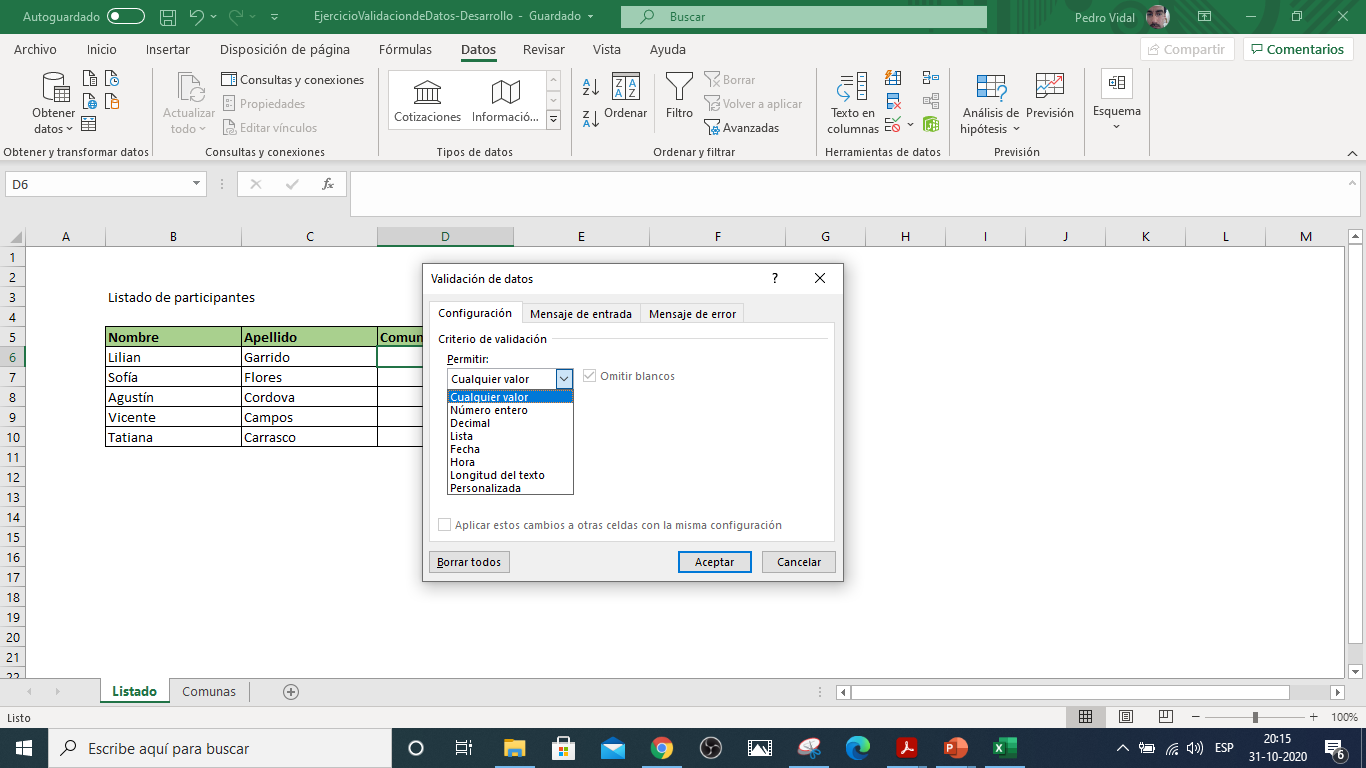 Autoguardado
EjercicioValidaciondeDatos-Desarrollo - Guardado
Buscar
Pedro Vidal
Archivo Inicio Insertar Disposición de página Fórmulas Datos Revisar Vista Ayuda
Compartir Comentarios
Obtener datos
Actualizar todo
Consultas y conexiones
Propiedades
Editar vínculos
Cotizaciones Informació...
Ordenar
Filtro
Borrar
Volver a aplicar
Avanzadas
Texto en columnas
Análisis de hipótesis
Previsión
Esquema
Obtener y transformar datos Consultas y conexiones Tipos de datos Ordenar y filtrar Herramientas de datos Previsión
D6
fx
A B C D E F G H I J K L M
1
2
3 Listado de participantes
4
5 Nombre Apellido Comun
6 Lilian Garrido
7 Sofía Flores
8 Agustín Cordova
9 Vicente Campos
10 Tatiana Carrasco
11
12
13
14
15
16
17
18
19
20
21
22
Validación de datos ?
Configuración Mensaje de entrada Mensaje de error
Criterio de validación
Permitir:
Cualquier valor Omitir blancos
Cualquier valor
Número entero
Decimal
Lista
Fecha
Hora
Longitud del texto
Personalizada
Aplicar estos cambios a otras celdas con la misma configuración
Borrar todos Aceptar Cancelar
Listado Comunas
Listo
100%
Escribe aquí para buscar
ESP
20:15
31-10-2020
6